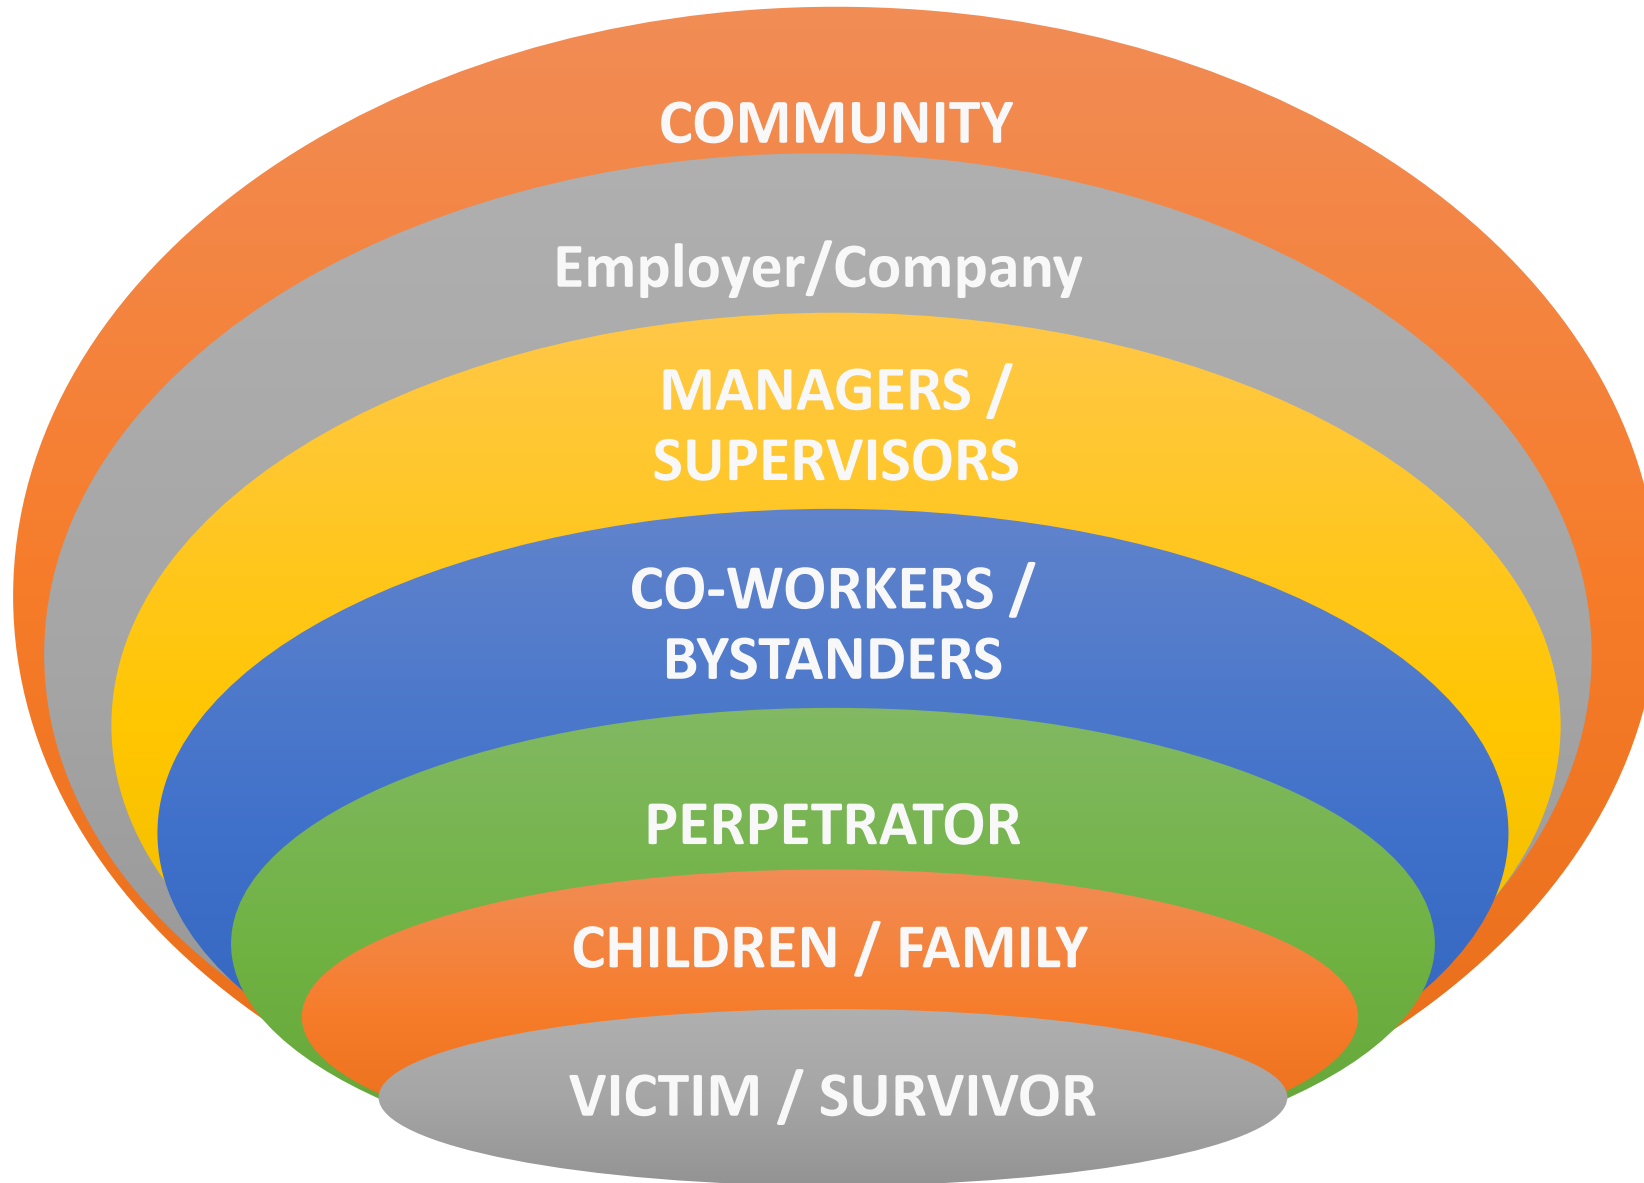 COMMUNITY
Employer/Company
MANAGERS /
SUPERVISORS
CO-WORKERS /
BYSTANDERS
PERPETRATOR
CHILDREN / FAMILY
VICTIM / SURVIVOR